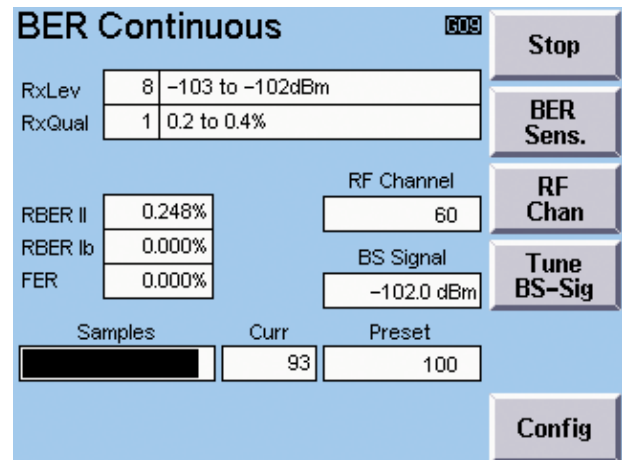 BER Continuous G09
RxLev 8 -103 to -102dBm
RxQual 1 0.2 to 0.4%
RF Channel
RBER II 0.248% 60
RBER Ib 0.000% BS Signal
FER 0.000% -102.0 dBm
Samples Curr Preset
93 100
Stop
BER
Sens.
RF
Chan
Tune
BS-Sig
Config